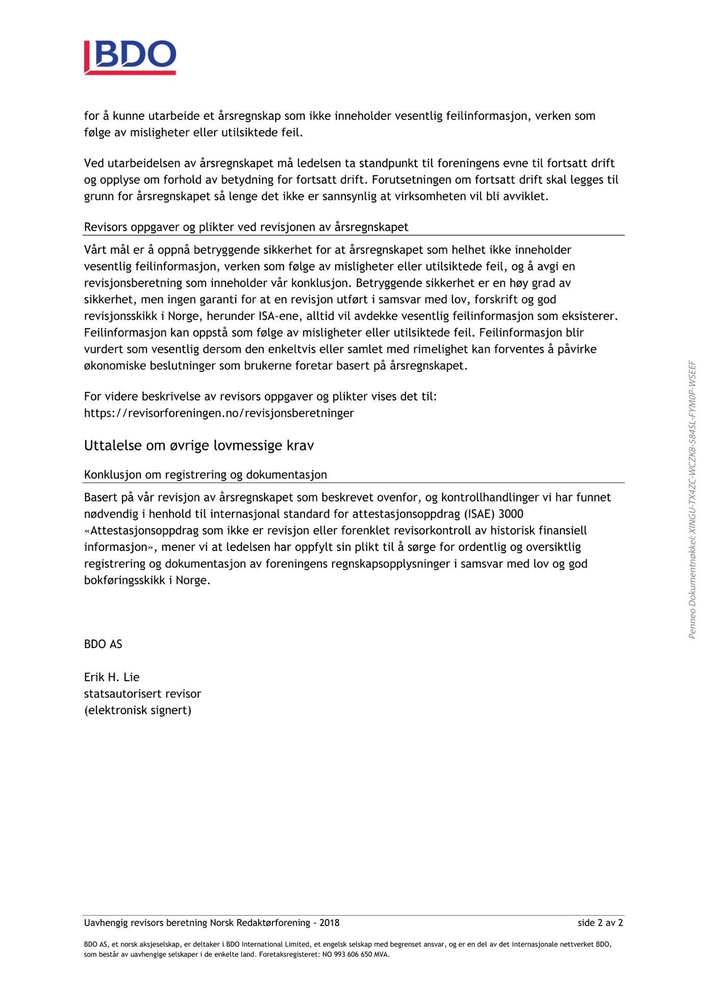 BDO
for å kunne utarbeide et årsregnskap som ikke inneholder vesentlig feilinformasjon, verken som
følge av misligheter eller utilsiktede feil.
Ved utarbeidelsen av årsregnskapet må ledelsen ta standpunkt til foreningens evne til fortsatt drift
og opplyse om forhold av betydning for fortsatt drift. Forutsetningen om fortsatt drift skal legges til
grunn for årsregnskapet så lenge det ikke er sannsynlig at virksomheten vil bli avviklet.
Revisors oppgaver og plikter ved revisjonen av årsregnskapet
Vårt mål er å oppnå betryggende sikkerhet for at årsregnskapet som helhet ikke inneholder
vesentlig feilinformasjon, verken som følge av misligheter eller utilsiktede feil, og å avgi en
revisjonsberetning som inneholder vår konklusjon. Betryggende sikkerhet er en høy grad av
sikkerhet, men ingen garanti for at en revisjon utført i samsvar med lov, forskrift og god
revisjonsskikk i Norge, herunder ISA-ene, alltid vil avdekke vesentlig feilinformasjon som eksisterer.
Feilinformasjon kan oppstå som følge av misligheter eller utilsiktede feil. Feilinformasjon blir
vurdert som vesentlig dersom den enkeltvis eller samlet med rimelighet kan forventes å påvirke
økonomiske beslutninger som brukerne foretar basert på årsregnskapet.
For videre beskrivelse av revisors oppgaver og plikter vises det til:
https://revisorforeningen.no/revisjonsberetninger
Uttalelse om øvrige lovmessige krav
Konklusjon om registrering og dokumentasjon
Basert på vår revisjon av årsregnskapet som beskrevet ovenfor, og kontrollhandlinger vi har funnet
nødvendig i henhold til internasjonal standard for attestasjonsoppdrag (ISAE) 3000
«Attestasjonsoppdrag som ikke er revisjon eller forenklet revisorkontroll av historisk finansiell
informasjon», mener vi at ledelsen har oppfylt sin plikt til å sørge for ordentlig og oversiktlig
registrering og dokumentasjon av foreningens regnskapsopplysninger i samsvar med lov og god
bokføringsskikk i Norge.
BDO AS
Erik H. Lie
statsautorisert revisor
(elektronisk signert)
Uavhengig revisors beretning Norsk Redaktørforening - 2018 side 2 av 2
BDO AS, et norsk aksjeselskap, er deltaker i BDO International Limited, et engelsk selskap med begrenset ansvar, og er en del av det internasjonale nettverket BDO,
som består av uavhengige selskaper i de enkelte land. Foretaksregisteret: NO 993 606 650 MVA.
Penneo Dokumentnøkkel: XINGU-TX4ZC-WCZK8-584SL-FYM0P-WSEEF